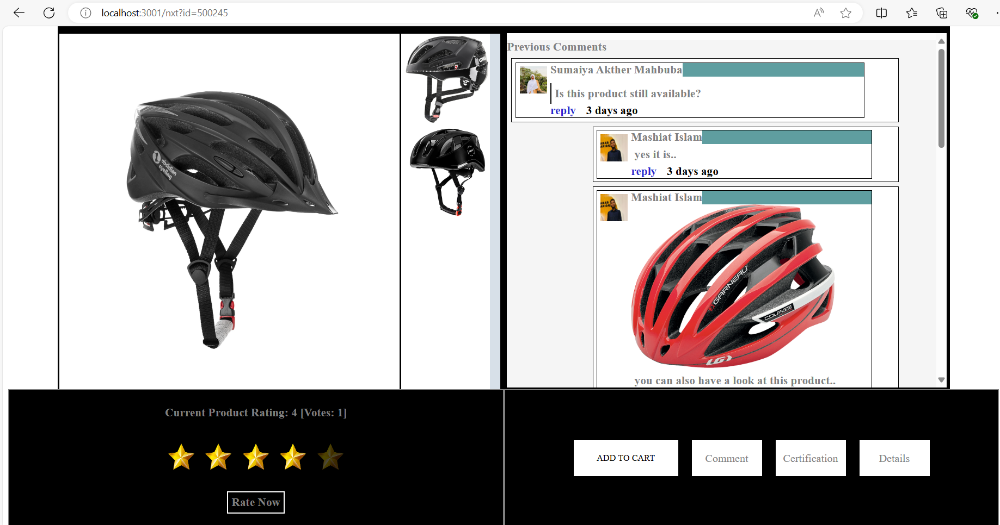 localhost:3001/nxt?id=500245
obsidian
cycling
uvex
Previous Comments
Sumaiya Akther Mahbuba
Is this product still available?
reply 3 days ago
Mashiat Islam
yes it is..
reply 3 days ago
Mashiat Islam
GARNEAU
COURSE
LG
you can also have a look at this product..
Current Product Rating: 4 [Votes: 1]
Rate Now
ADD TO CART
Comment
Certification
Details